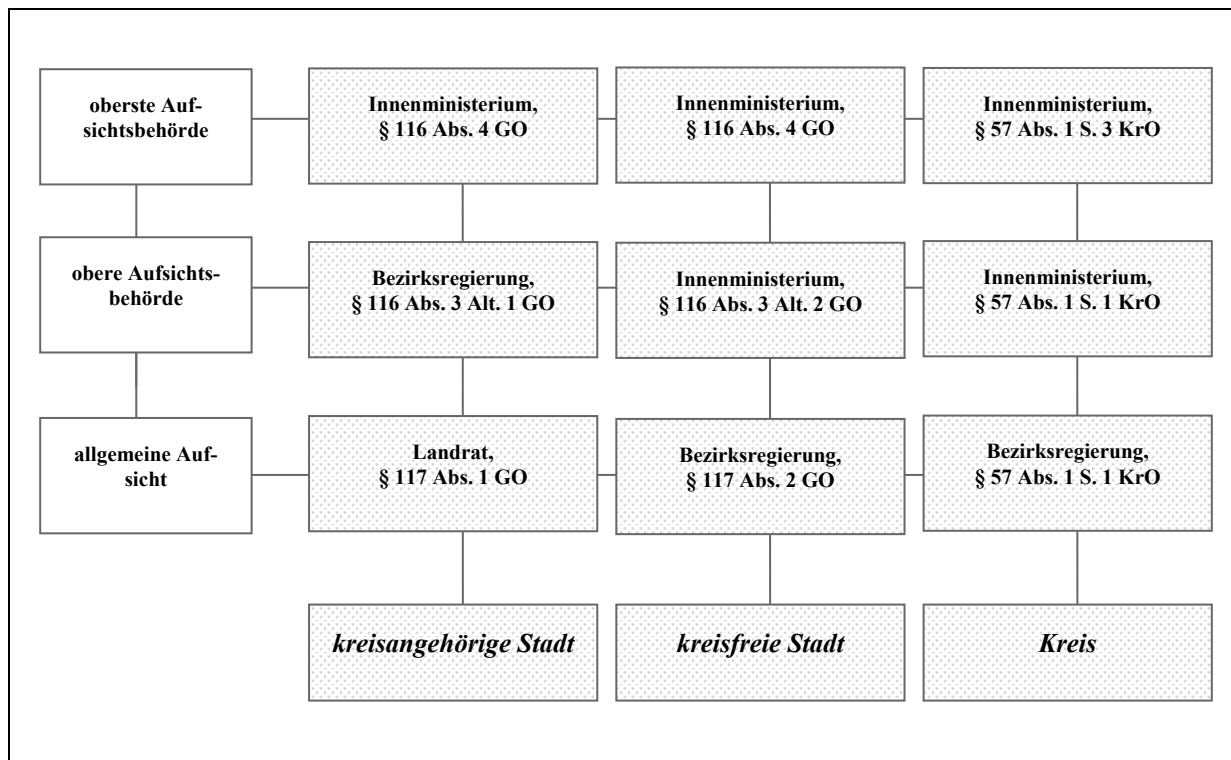 oberste Auf-
sichtsbehörde
Innenministerium,
§ 116 Abs. 4 GO
Innenministerium,
§ 116 Abs. 4 GO
Innenministerium,
§ 57 Abs. 1 S. 3 KrO
obere Aufsichts-
behörde
Bezirksregierung,
§ 116 Abs. 3 Alt. 1 GO
Innenministerium,
§ 116 Abs. 3 Alt. 2 GO
Innenministerium,
§ 57 Abs. 1 S. 1 KrO
allgemeine Auf-
sicht
Landrat,
§ 117 Abs. 1 GO
Bezirksregierung,
§ 117 Abs. 2 GO
Bezirksregierung,
§ 57 Abs. 1 S. 1 KrO
kreisangehörige Stadt
kreisfreie Stadt
Kreis